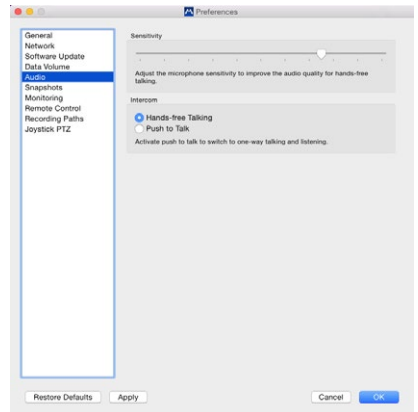 Preferences
General
Network
Software Update
Data Volume
Audio
Snapshots
Monitoring
Remote Control
Recording Paths
Joystick PTZ
Sensitivity
Adjust the microphone sensitivity to improve the audio quality for hands-free
talking.
Intercom
Hands-free Talking
Push to Talk
Activate push to talk to switch to one-way talking and listening.
Restore Defaults
Apply
Cancel
OK